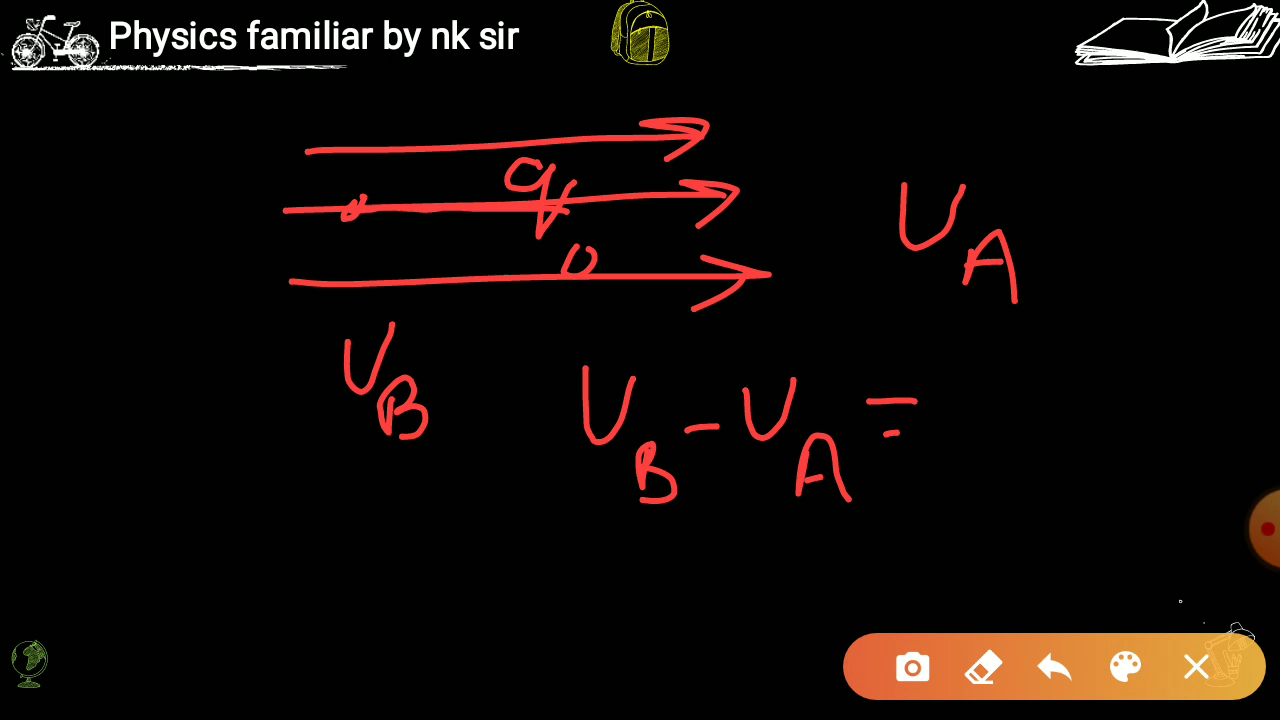 Physics familiar by nk sir
q
U_A
U_B
U_B - U_A =